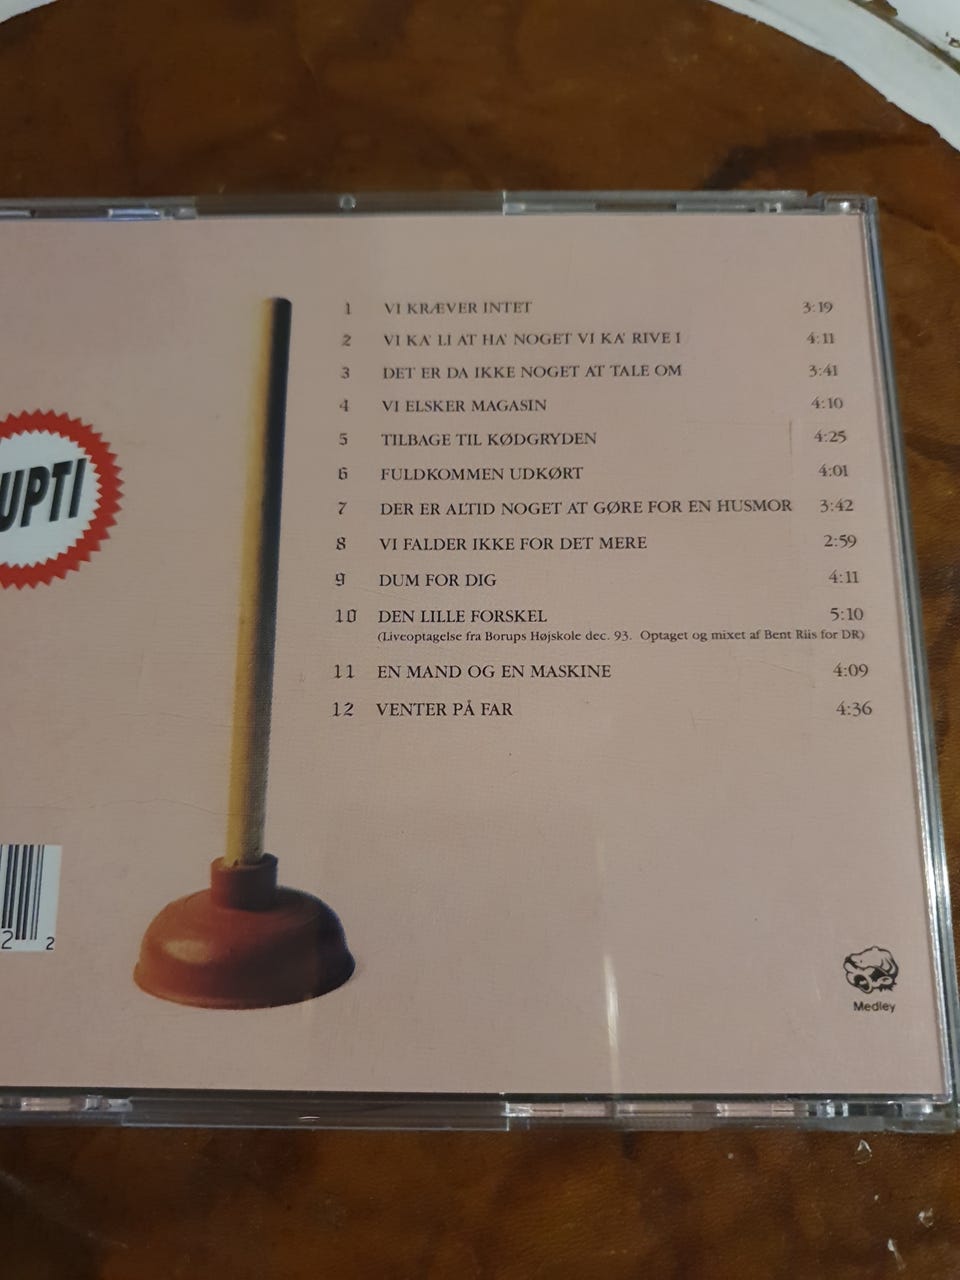 1 VI KRÆVER INTET 3:19
2 VI KA' LI AT HA' NOGET VI KA' RIVE I 4:11
3 DET ER DA IKKE NOGET AT TALE OM 3:41
4 VI ELSKER MAGASIN 4:10
5 TILBAGE TIL KØDGRYDEN 4:25
6 FULDKOMMEN UDKØRT 4:01
UPTI
7 DER ER ALTID NOGET AT GØRE FOR EN HUSMOR 3:42
8 VI FALDER IKKE FOR DET MERE 2:59
9 DUM FOR DIG 4:11
10 DEN LILLE FORSKEL 5:10
(Liveoptagelse fra Borups Højskole dec. 93. Optaget og mixet af Bent Riis for DR)
11 EN MAND OG EN MASKINE 4:09
12 VENTER PÅ FAR 4:36
2 2
Medley